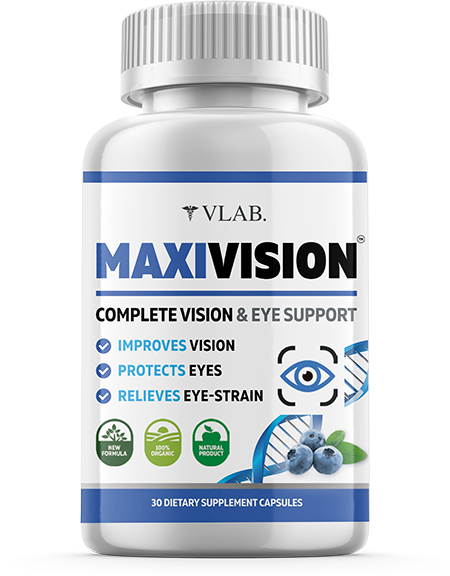 VLAB.
MAXIVISION™
COMPLETE VISION & EYE SUPPORT
IMPROVES VISION
PROTECTS EYES
RELIEVES EYE-STRAIN
NEW
FORMULA
100%
ORGANIC
NATURAL
PRODUCT
30 DIETARY SUPPLEMENT CAPSULES